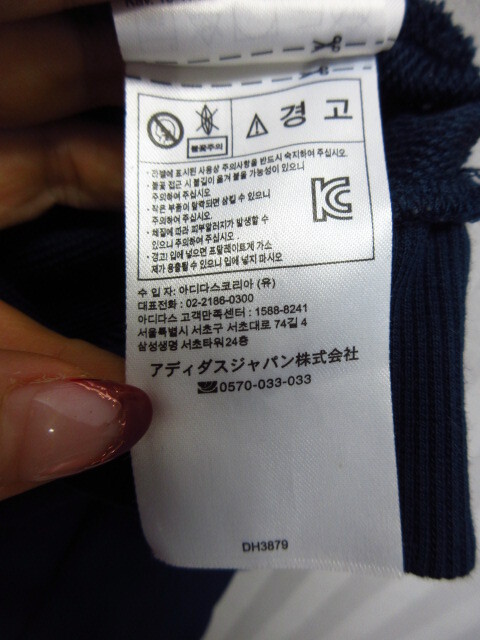 경 고
불꽃주의
· 라벨에 표시된 사용상 주의사항을 반드시 숙지하여 주십시오.
· 불꽃 접근 시 불길이 옮겨 붙을 가능성이 있으니
주의하여 주십시오.
· 작은 부품이 탈락되면 삼킬 수 있으니
주의하여 주십시오.
· 체질에 따라 피부알러지가 발생할 수
있으니 주의하여 주십시오 .
· 경고! 입에 넣으면 프탈레이트계 가소
제가 용출될 수 있으니 입에 넣지 마시오
수 입 자: 아디다스코리아 (유)
대표전화 : 02-2186-0300
아디다스 고객만족센터 : 1588-8241
서울특별시 서초구 서초대로 74길 4
삼성생명 서초타워24층
アディダスジャパン株式会社
0570-033-033
DH3879